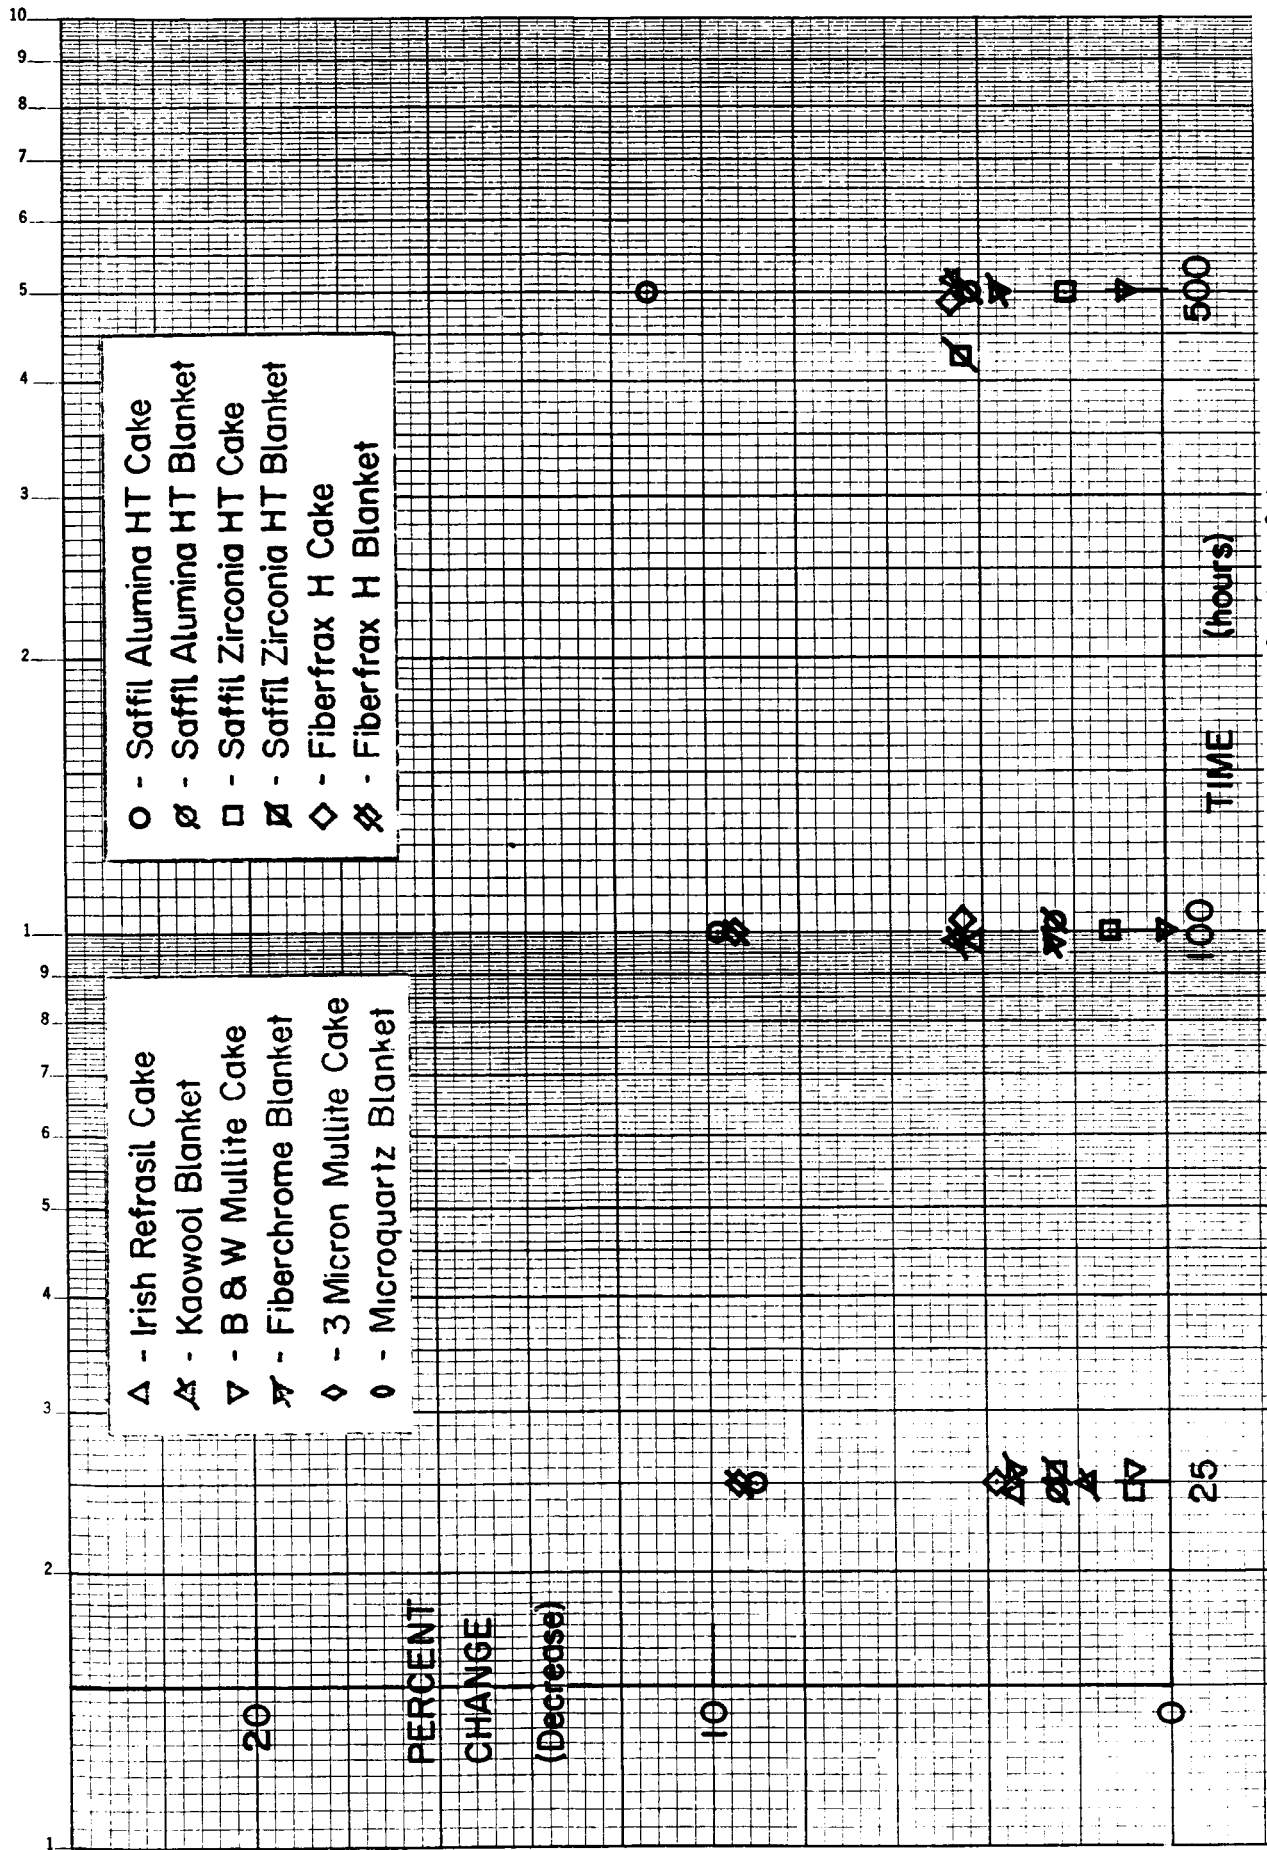 PERCENT
CHANGE
(Decrease)
20
10
0
△ - Irish Refrasil Cake
Kaowool Blanket
▽ - B & W Mullite Cake
Fiberchrome Blanket
◇ - 3 Micron Mullite Cake
0 - Microquartz Blanket
○ - Saffil Alumina HT Cake
Ø - Saffil Alumina HT Blanket
□ - Saffil Zirconia HT Cake
Saffil Zirconia HT Blanket
◇ - Fiberfrax H Cake
Fiberfrax H Blanket
25
100
500
TIME (hours)
1
2
3
4
5
6
7
8
9
1
2
3
4
5
6
7
8
9
10